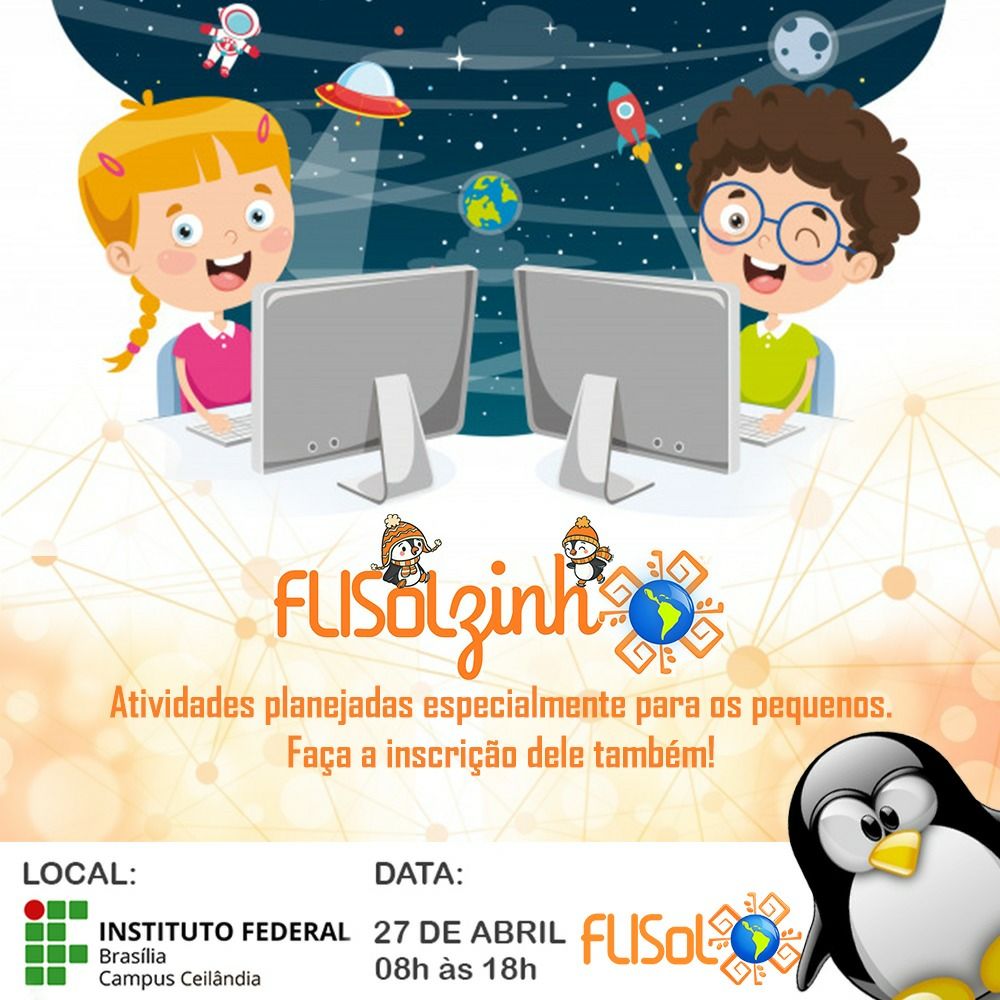 FLISolzinho
Atividades planejadas especialmente para os pequenos.
Faça a inscrição dele também!
LOCAL:
INSTITUTO FEDERAL
Brasília
Campus Ceilândia
DATA:
27 DE ABRIL
08h às 18h
FLISol